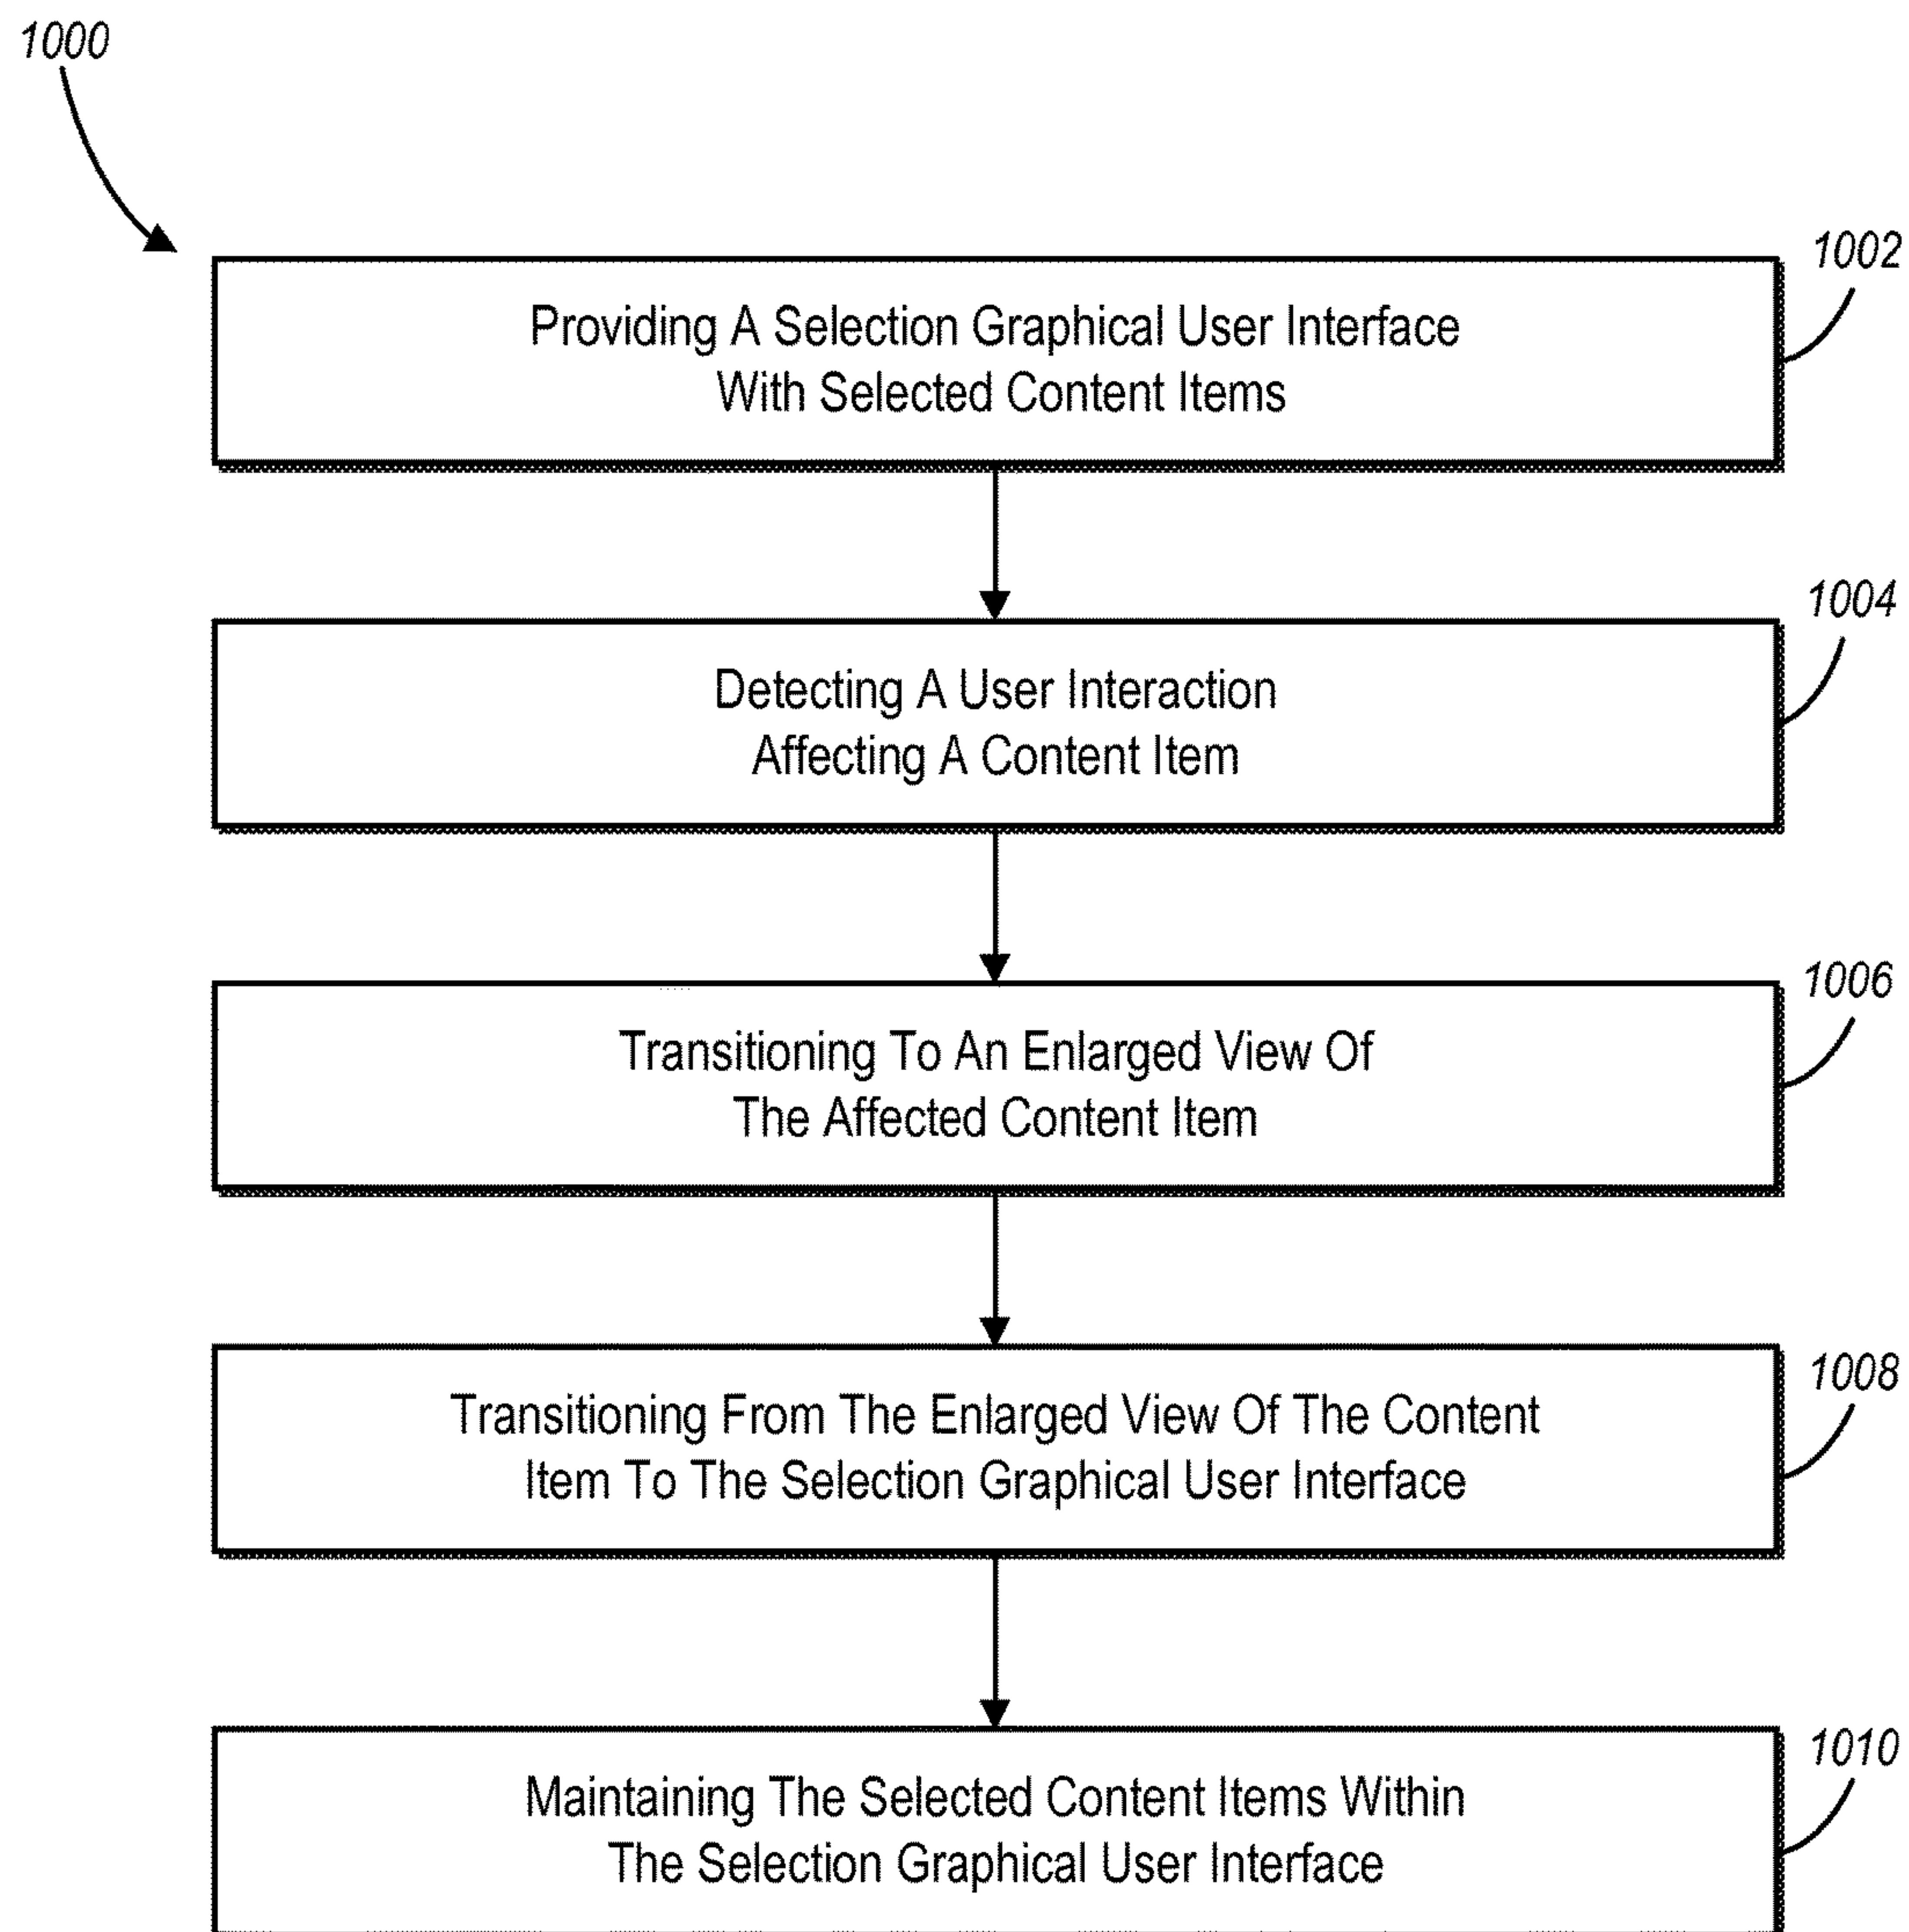 1000
1002
Providing A Selection Graphical User Interface
With Selected Content Items
1004
Detecting A User Interaction
Affecting A Content Item
1006
Transitioning To An Enlarged View Of
The Affected Content Item
1008
Transitioning From The Enlarged View Of The Content
Item To The Selection Graphical User Interface
1010
Maintaining The Selected Content Items Within
The Selection Graphical User Interface